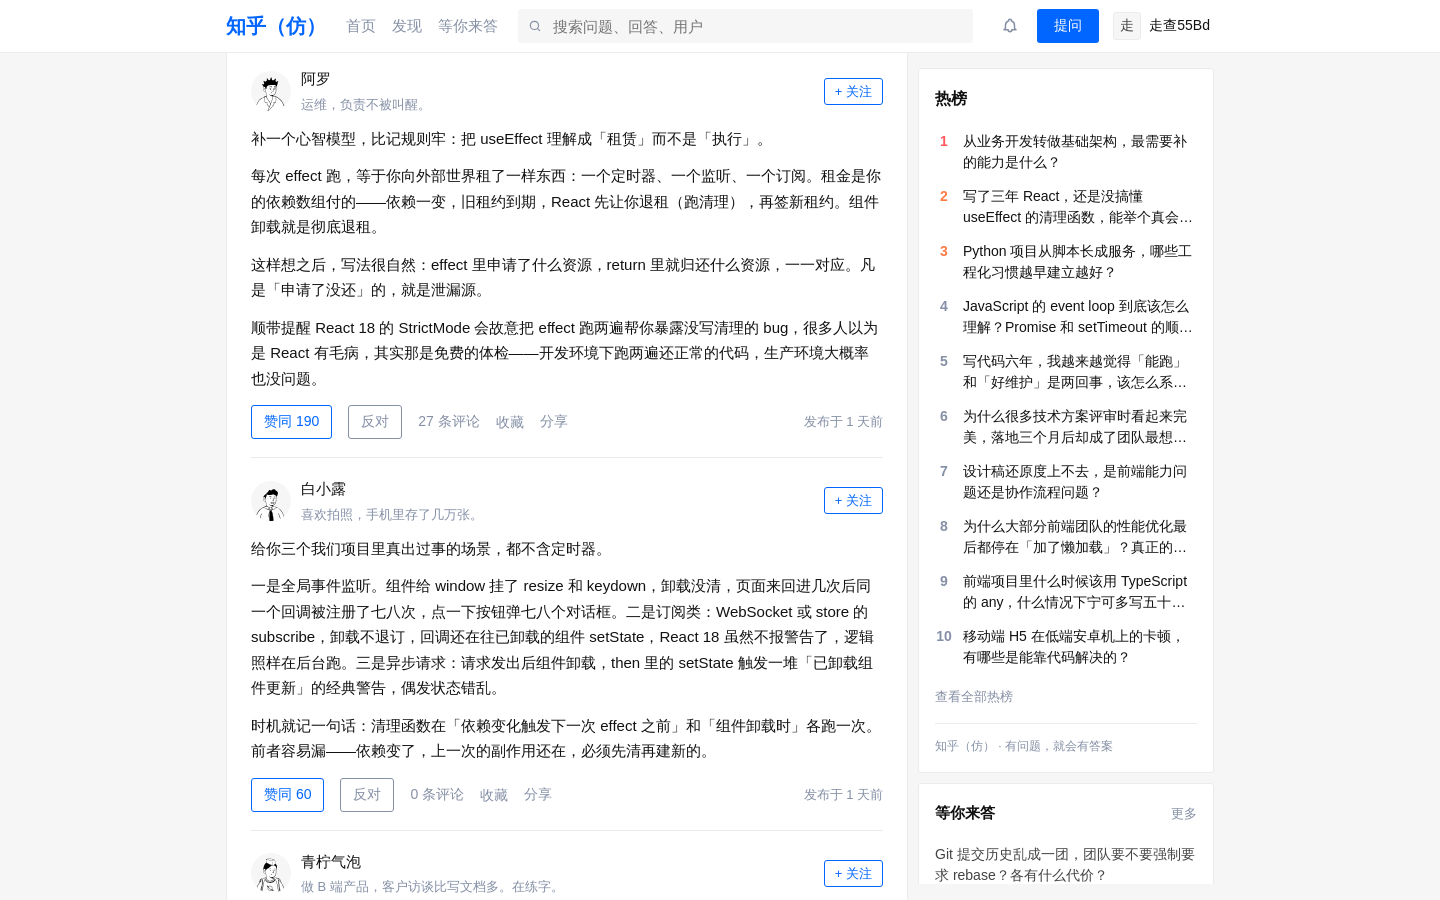 知乎（仿）
首页
发现
等你来答
搜索问题、回答、用户
提问
走
走查55Bd
阿罗
运维，负责不被叫醒。
+ 关注
补一个心智模型，比记规则牢：把 useEffect 理解成「租赁」而不是「执行」。
每次 effect 跑，等于你向外部世界租了一样东西：一个定时器、一个监听、一个订阅。租金是你
的依赖数组付的——依赖一变，旧租约到期，React 先让你退租（跑清理），再签新租约。组件
卸载就是彻底退租。
这样想之后，写法很自然：effect 里申请了什么资源，return 里就归还什么资源，一一对应。凡
是「申请了没还」的，就是泄漏源。
顺带提醒 React 18 的 StrictMode 会故意把 effect 跑两遍帮你暴露没写清理的 bug，很多人以为
是 React 有毛病，其实那是免费的体检——开发环境下跑两遍还正常的代码，生产环境大概率
也没问题。
赞同 190
反对
27 条评论
收藏
分享
发布于 1 天前
白小露
喜欢拍照，手机里存了几万张。
+ 关注
给你三个我们项目里真出过事的场景，都不含定时器。
一是全局事件监听。组件给 window 挂了 resize 和 keydown，卸载没清，页面来回进几次后同
一个回调被注册了七八次，点一下按钮弹七八个对话框。二是订阅类：WebSocket 或 store 的
subscribe，卸载不退订，回调还在往已卸载的组件 setState，React 18 虽然不报警告了，逻辑
照样在后台跑。三是异步请求：请求发出后组件卸载，then 里的 setState 触发一堆「已卸载组
件更新」的经典警告，偶发状态错乱。
时机就记一句话：清理函数在「依赖变化触发下一次 effect 之前」和「组件卸载时」各跑一次。
前者容易漏——依赖变了，上一次的副作用还在，必须先清再建新的。
赞同 60
反对
0 条评论
收藏
分享
发布于 1 天前
青柠气泡
做 B 端产品，客户访谈比写文档多。在练字。
+ 关注
热榜
1
从业务开发转做基础架构，最需要补
的能力是什么？
2
写了三年 React，还是没搞懂
useEffect 的清理函数，能举个真会…
3
Python 项目从脚本长成服务，哪些工
程化习惯越早建立越好？
4
JavaScript 的 event loop 到底该怎么
理解？Promise 和 setTimeout 的顺…
5
写代码六年，我越来越觉得「能跑」
和「好维护」是两回事，该怎么系…
6
为什么很多技术方案评审时看起来完
美，落地三个月后却成了团队最想…
7
设计稿还原度上不去，是前端能力问
题还是协作流程问题？
8
为什么大部分前端团队的性能优化最
后都停在「加了懒加载」？真正的…
9
前端项目里什么时候该用 TypeScript
的 any，什么情况下宁可多写五十…
10
移动端 H5 在低端安卓机上的卡顿，
有哪些是能靠代码解决的？
查看全部热榜
知乎（仿） · 有问题，就会有答案
等你来答
更多
Git 提交历史乱成一团，团队要不要强制要
求 rebase？各有什么代价？